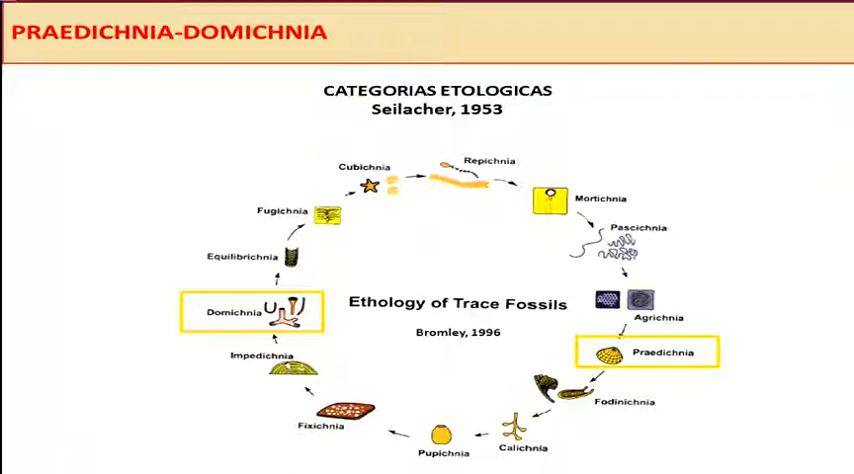 PRAEDICHNIA-DOMICHNIA
CATEGORIAS ETOLOGICAS
Seilacher, 1953
Cubichnia
Repichnia
Mortichnia
Fugichnia
Pascichnia
Equilibrichnia
Domichnia
Ethology of Trace Fossils
Agrichnia
Bromley, 1996
Impedichnia
Praedichnia
Fodinichnia
Fixichnia
Calichnia
Pupichnia